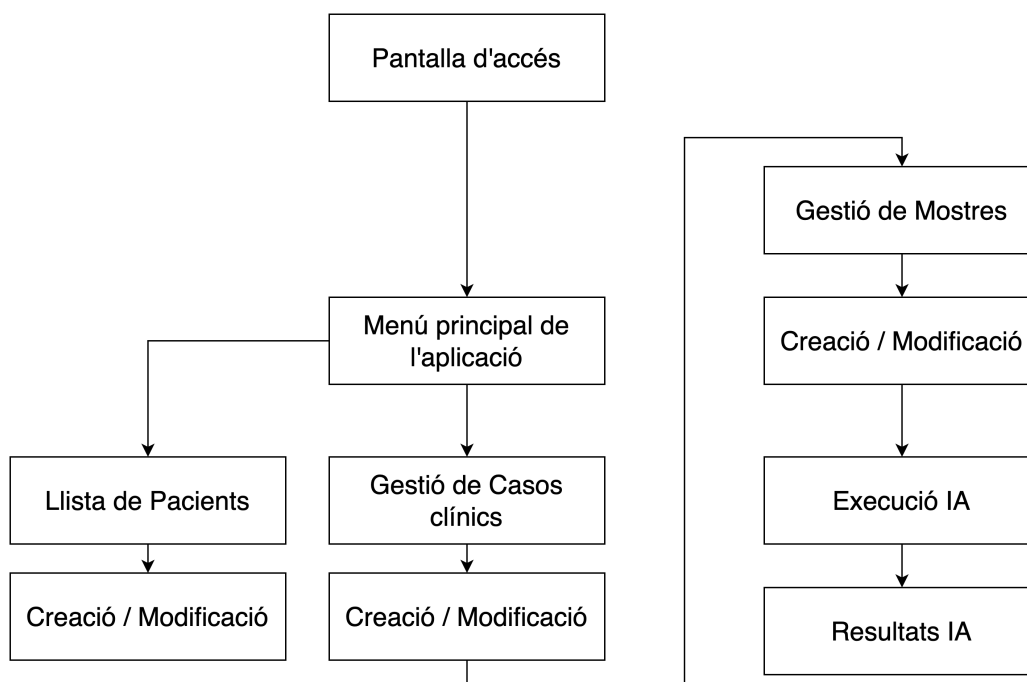 Pantalla d'accés
Menú principal de
l'aplicació
Llista de Pacients
Creació / Modificació
Gestió de Casos
clínics
Creació / Modificació
Gestió de Mostres
Creació / Modificació
Execució IA
Resultats IA